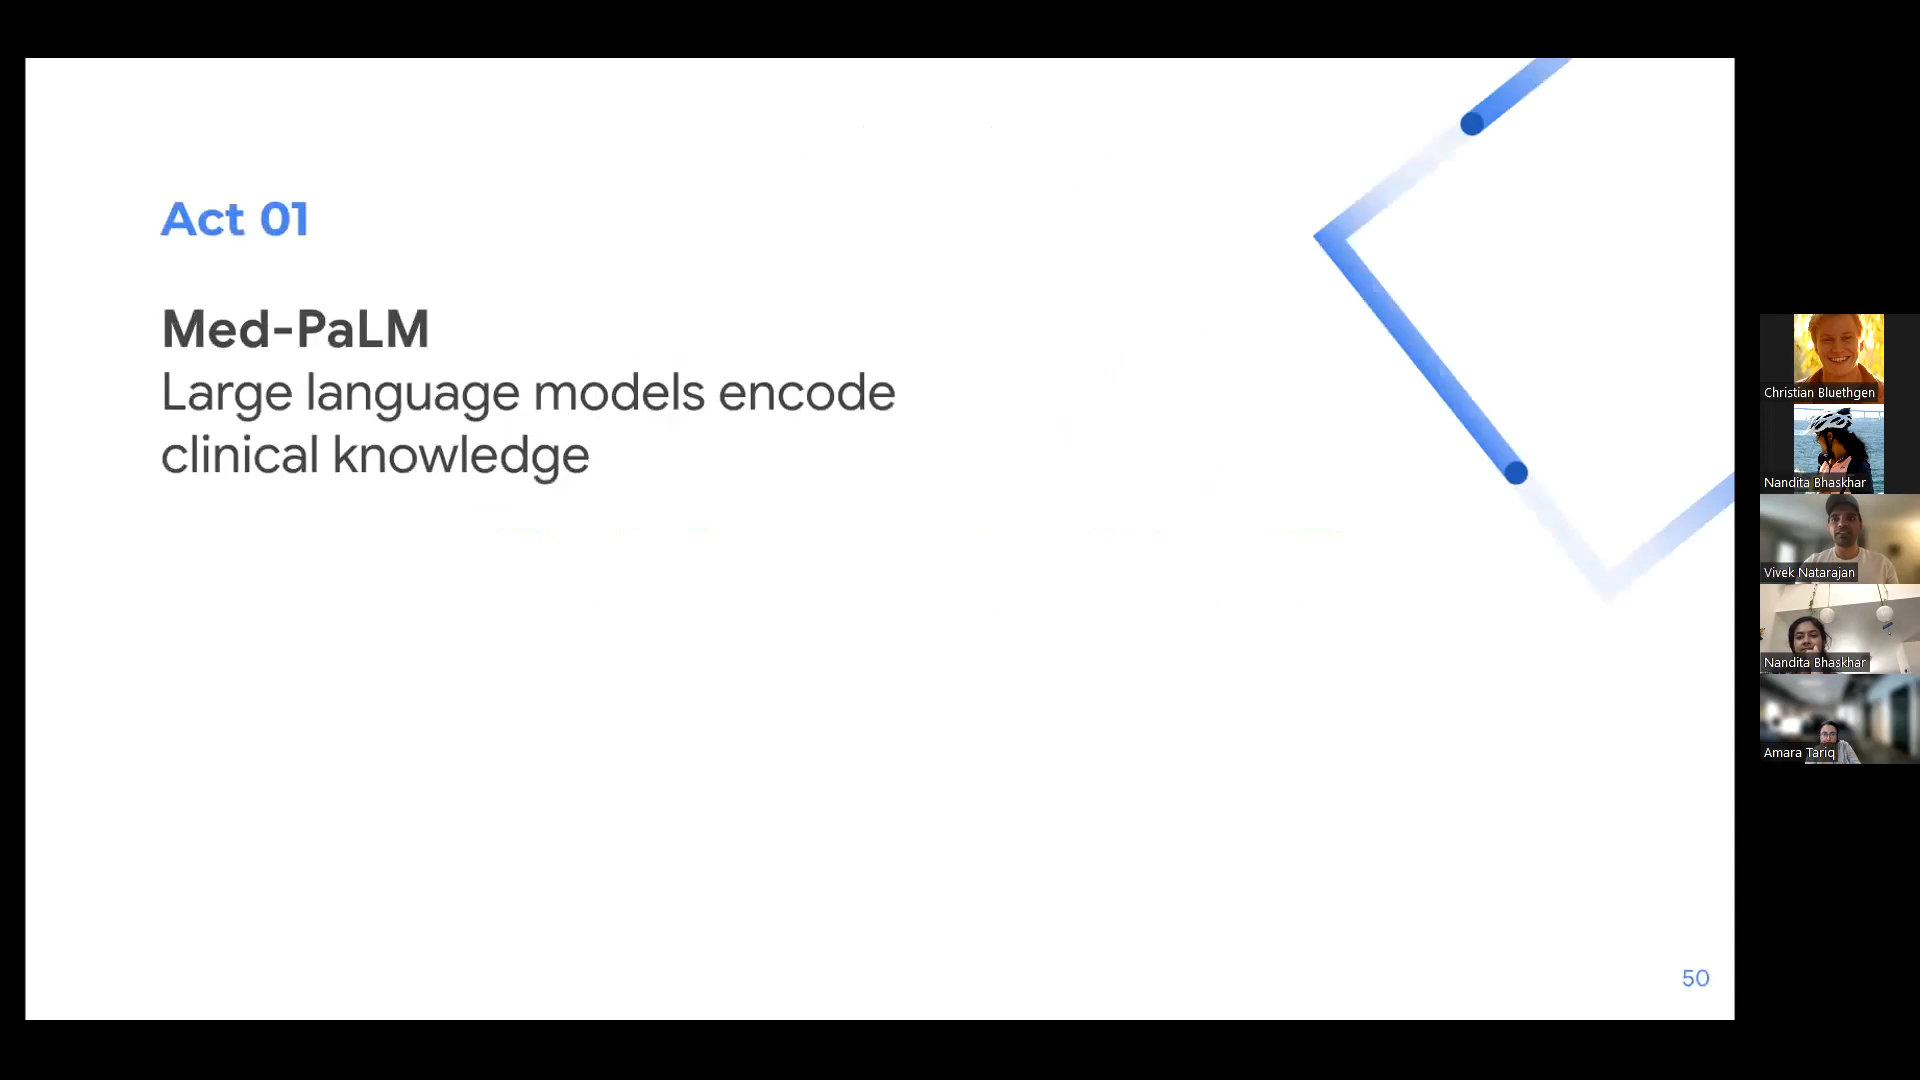 Act 01
Med-PaLM
Large language models encode
clinical knowledge
50
Christian Bluethgen
Nandita Bhaskhar
Vivek Natarajan
Nandita Bhaskhar
Amara Tariq